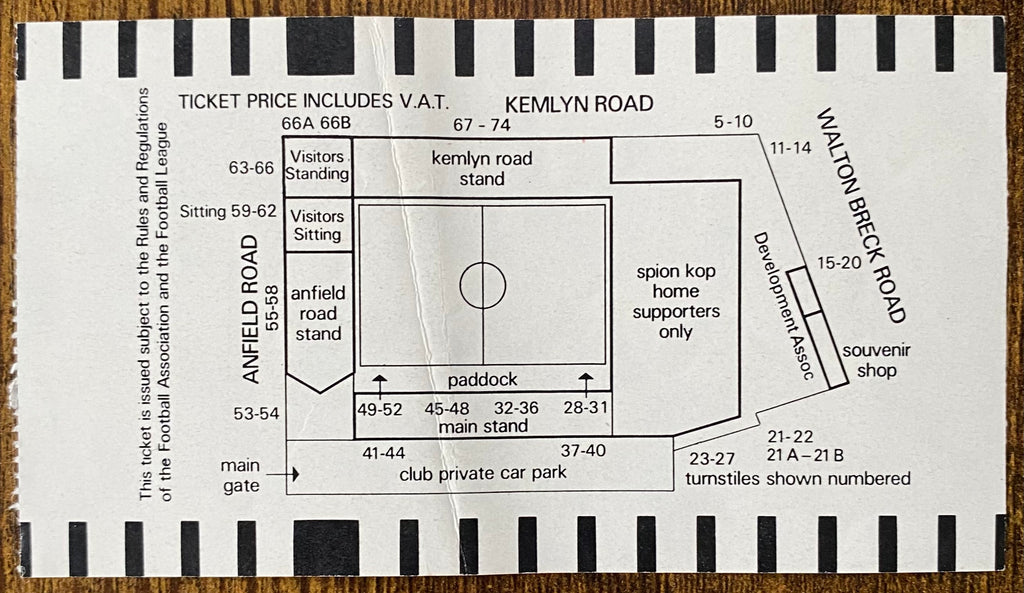 TICKET PRICE INCLUDES V.A.T.
KEMLYN ROAD
This ticket is issued subject to the Rules and Regulations
of the Football Association and the Football League
66A 66B
67 - 74
5-10
11-14
WALTON BRECK ROAD
63-66
Visitors
Standing
kemlyn road
stand
Sitting 59-62
Visitors
Sitting
ANFIELD ROAD
55-58
anfield
road
stand
spion kop
home
supporters
only
15-20
Development Assoc
souvenir
shop
paddock
53-54
49-52
45-48
32-36
28-31
main stand
41-44
37-40
main
gate
club private car park
21-22
21A-21B
23-27
turnstiles shown numbered